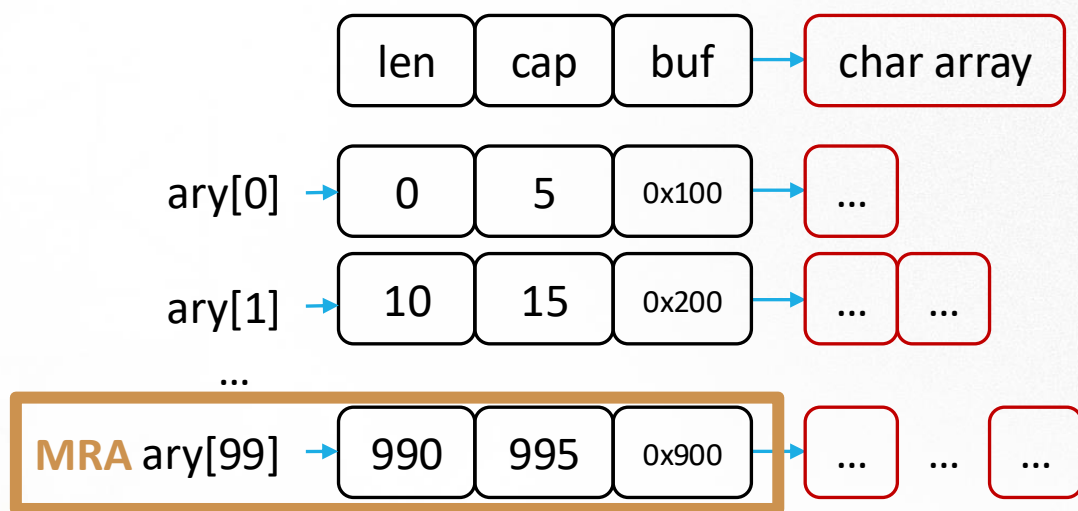 len cap buf char array
ary[0] 0 5 0x100 ...
ary[1] 10 15 0x200 ... ...
...
MRA ary[99] 990 995 0x900 ... ... ...